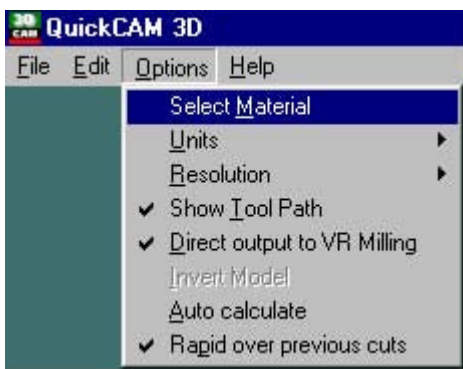 3D CAM QuickCAM 3D
File Edit Options Help
Select Material
Units
Resolution
Show Tool Path
Direct output to VR Milling
Invert Model
Auto calculate
Rapid over previous cuts